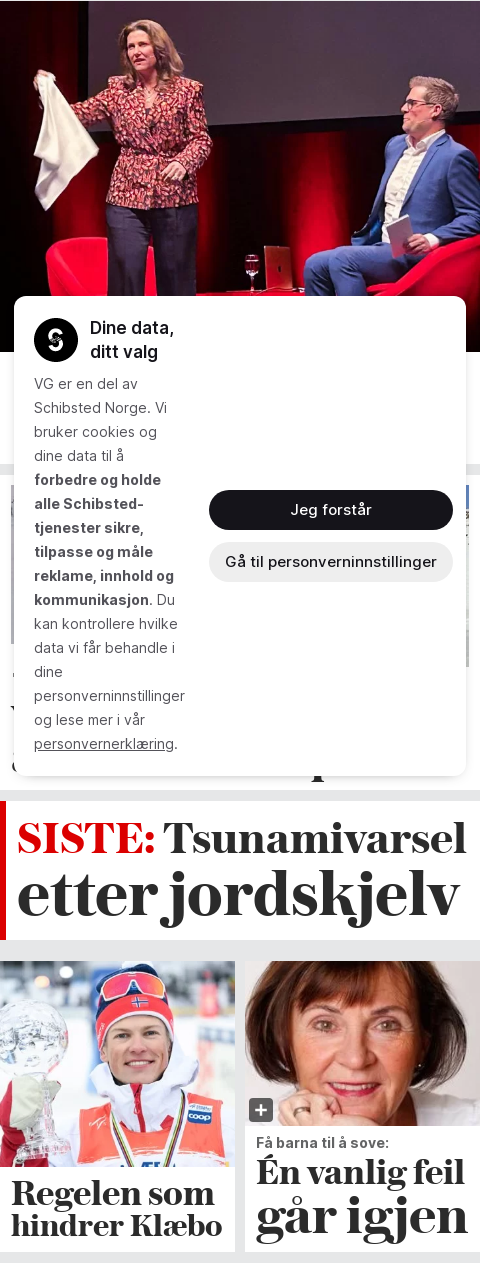 Dine data,
ditt valg
VG er en del av
Schibsted Norge. Vi
bruker cookies og
dine data til å
forbedre og holde
alle Schibsted-
tjenester sikre,
tilpasse og måle
reklame, innhold og
kommunikasjon. Du
kan kontrollere hvilke
data vi får behandle i
dine
personverninnstillinger
og lese mer i vår
personvernerklæring.
Jeg forstår
Gå til personverninnstillinger
SISTE: Tsunamivarsel
etter jordskjelv
coop
Regelen som
hindrer Klæbo
Få barna til å sove:
Én vanlig feil
går igjen